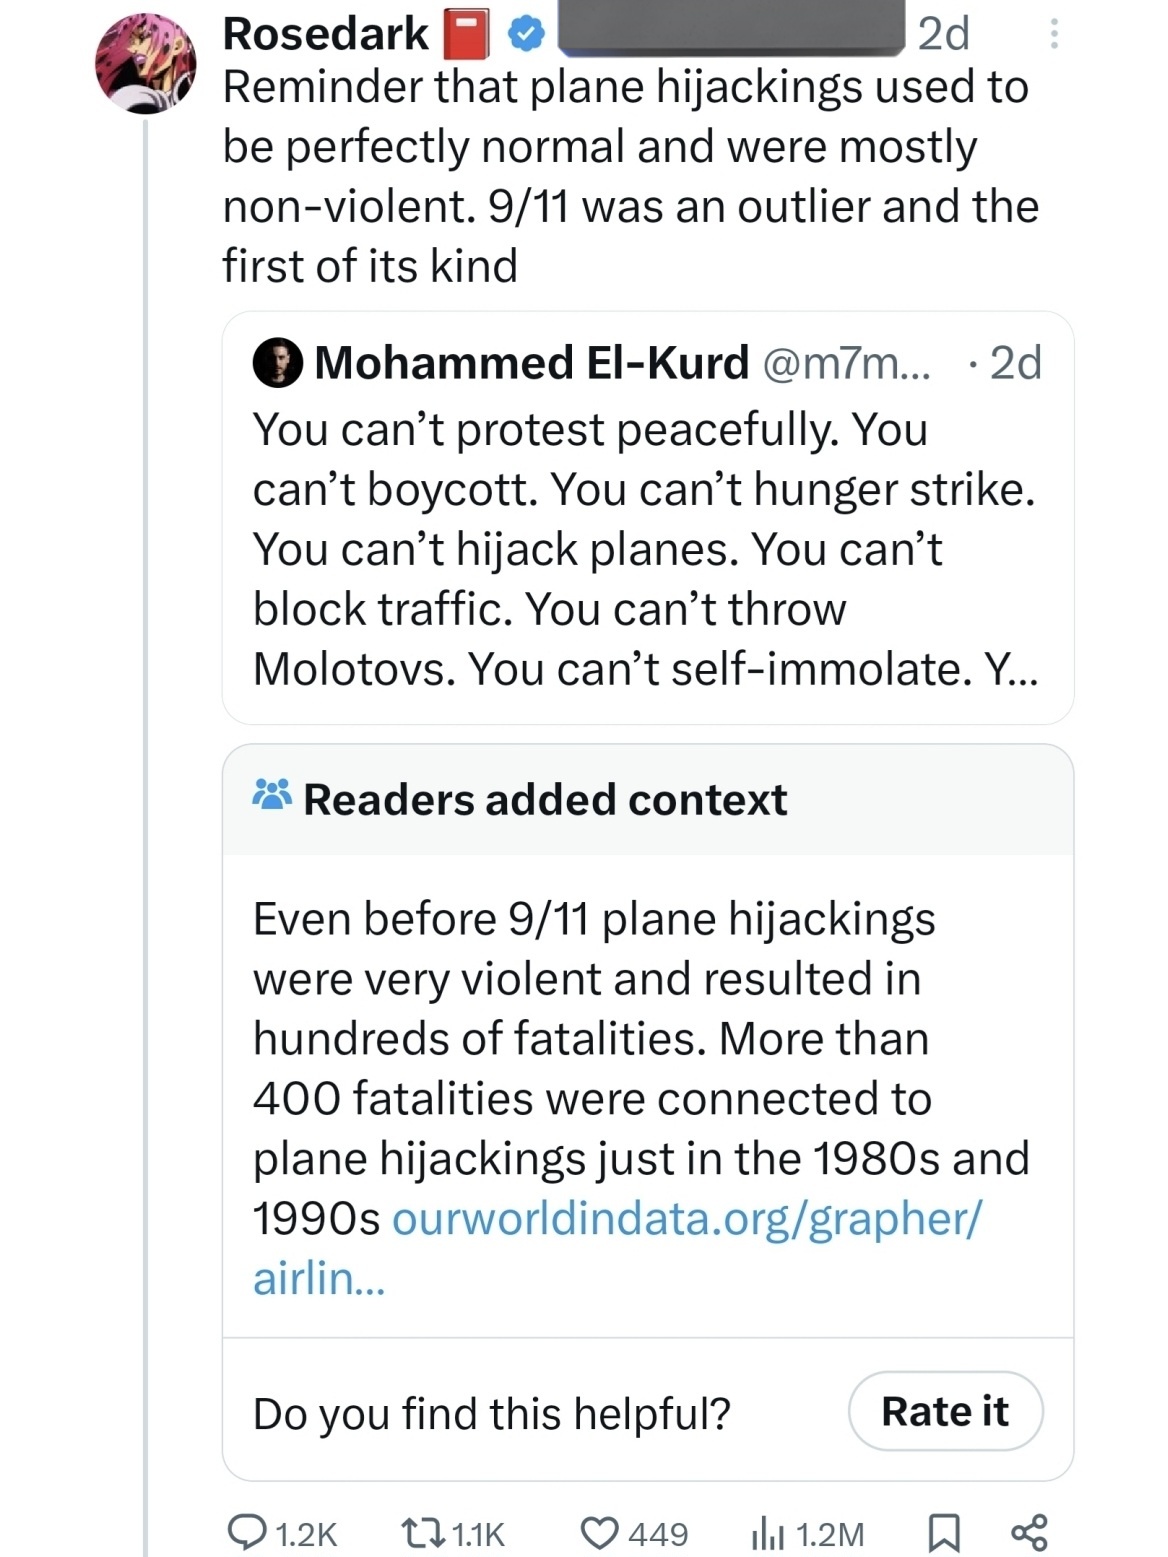 Rosedark 2d
Reminder that plane hijackings used to
be perfectly normal and were mostly
non-violent. 9/11 was an outlier and the
first of its kind
Mohammed El-Kurd @m7m... · 2d
You can’t protest peacefully. You
can’t boycott. You can’t hunger strike.
You can’t hijack planes. You can’t
block traffic. You can’t throw
Molotovs. You can’t self-immolate. Y...
Readers added context
Even before 9/11 plane hijackings
were very violent and resulted in
hundreds of fatalities. More than
400 fatalities were connected to
plane hijackings just in the 1980s and
1990s ourworldindata.org/grapher/
airlin...
Do you find this helpful? Rate it
1.2K 1.1K 449 1.2M